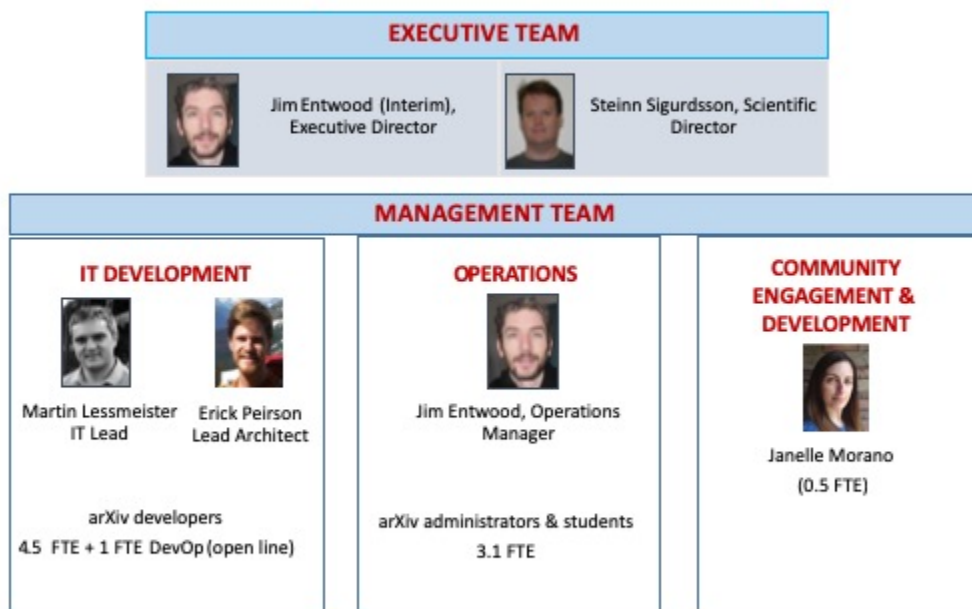 EXECUTIVE TEAM
Jim Entwood (Interim),
Executive Director
Steinn Sigurdsson, Scientific
Director
MANAGEMENT TEAM
IT DEVELOPMENT
Martin Lessmeister
IT Lead
Erick Peirson
Lead Architect
arXiv developers
4.5 FTE + 1 FTE DevOp (open line)
OPERATIONS
Jim Entwood, Operations
Manager
arXiv administrators & students
3.1 FTE
COMMUNITY
ENGAGEMENT &
DEVELOPMENT
Janelle Morano
(0.5 FTE)